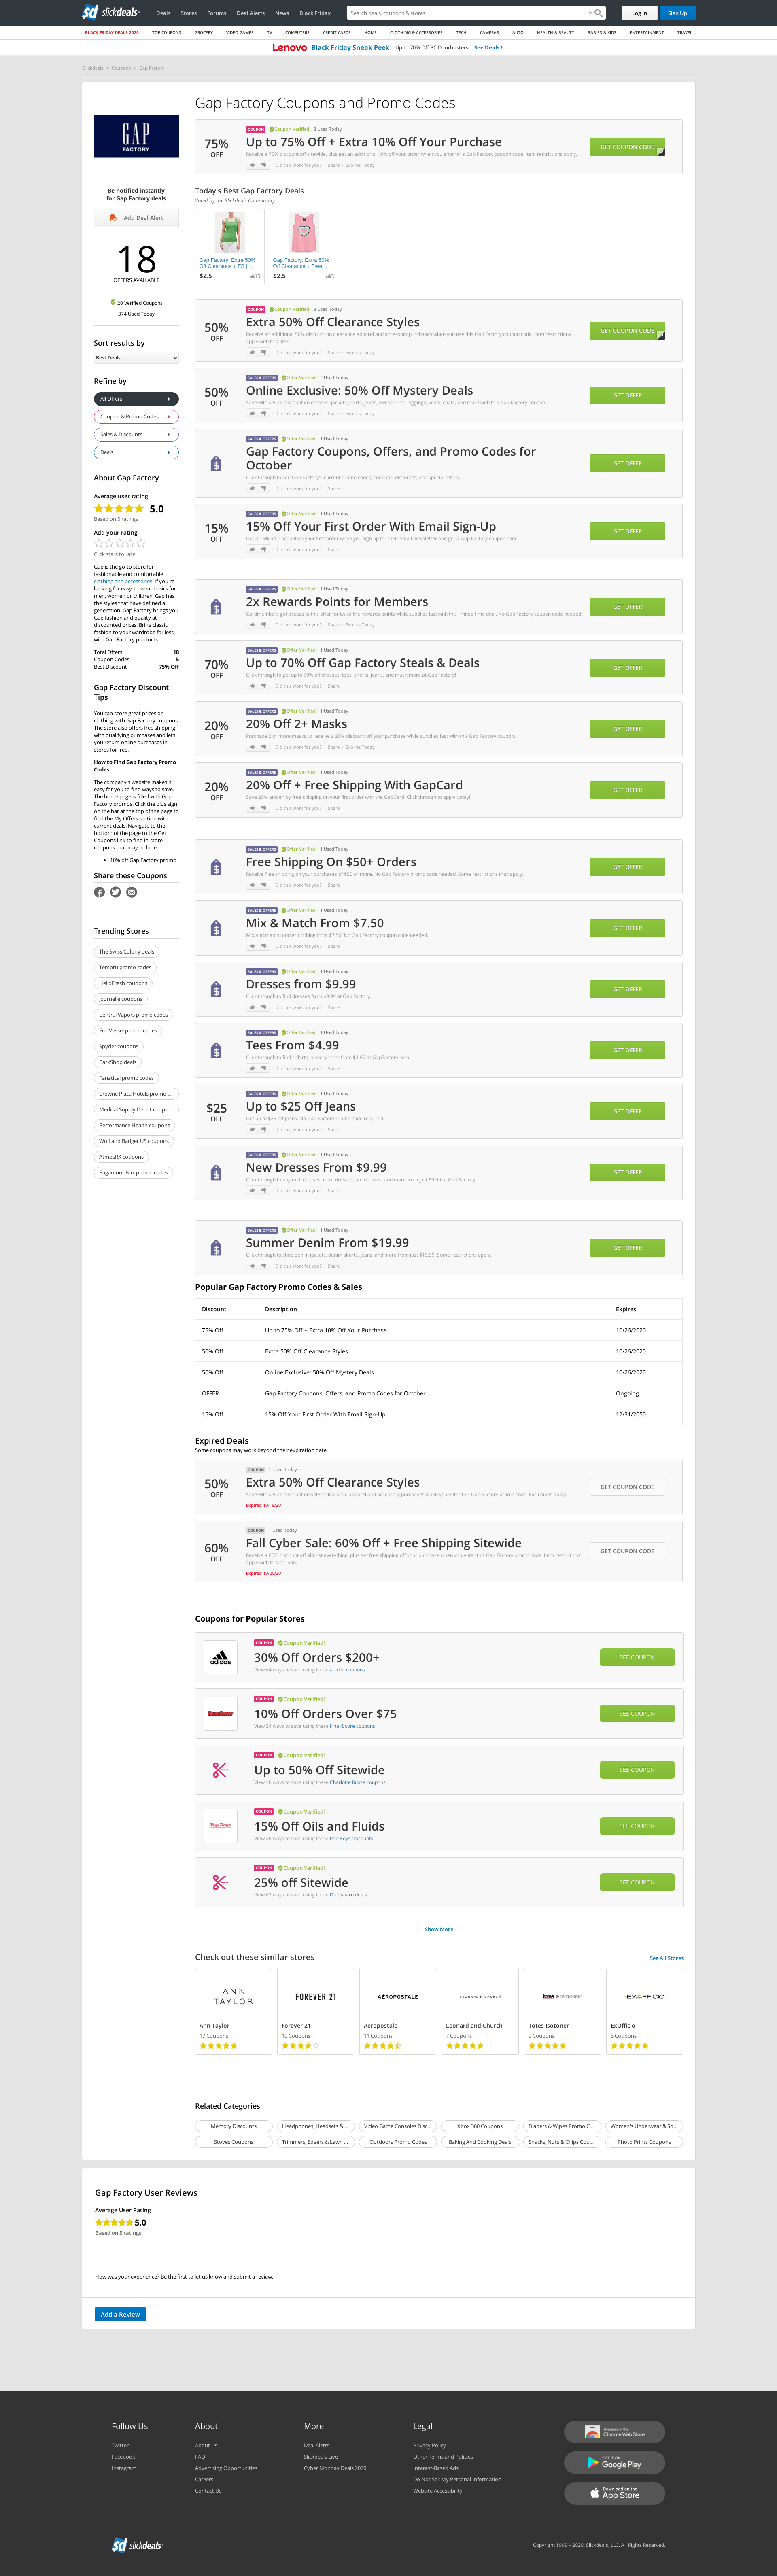 sd slickdeals
Deals Stores Forums Deal Alerts News Black Friday
Search deals, coupons & stores
Log In Sign Up
BLACK FRIDAY DEALS 2020 TOP COUPONS GROCERY VIDEO GAMES TV COMPUTERS CREDIT CARDS HOME CLOTHING & ACCESSORIES TECH CAMERAS AUTO HEALTH & BEAUTY BABIES & KIDS ENTERTAINMENT TRAVEL
Lenovo Black Friday Sneak Peek Up to 70% Off PC Doorbusters See Deals
Slickdeals > Coupons > Gap Factory
GAP
FACTORY
Be notified instantly
for Gap Factory deals
Add Deal Alert
18
OFFERS AVAILABLE
20 Verified Coupons
374 Used Today
Sort results by
Best Deals
Refine by
All Offers
Coupon & Promo Codes
Sales & Discounts
Deals
About Gap Factory
Average user rating
5.0
Based on 5 ratings
Add your rating
Click stars to rate
Gap is the go-to store for
fashionable and comfortable
clothing and accessories. If you're
looking for easy-to-wear basics for
men, women or children, Gap has
the styles that have defined a
generation. Gap Factory brings you
Gap fashion and quality at
discounted prices. Bring classic
fashion to your wardrobe for less
with Gap Factory products.
Total Offers 18
Coupon Codes 5
Best Discount 75% Off
Gap Factory Discount
Tips
You can score great prices on
clothing with Gap Factory coupons.
The store also offers free shipping
with qualifying purchases and lets
you return online purchases in
stores for free.
How to Find Gap Factory Promo
Codes
The company's website makes it
easy for you to find ways to save.
The home page is filled with Gap
Factory promos. Click the plus sign
on the bar at the top of the page to
find the My Offers section with
current deals. Navigate to the
bottom of the page to the Get
Coupons link to find in-store
coupons that may include:
10% off Gap Factory promo
Share these Coupons
Trending Stores
The Swiss Colony deals
Temptu promo codes
HelloFresh coupons
Journelle coupons
Central Vapors promo codes
Eco Vessel promo codes
Spyder coupons
BarkShop deals
Fanatical promo codes
Crowne Plaza Hotels promo ...
Medical Supply Depot coupo...
Performance Health coupons
Wolf and Badger US coupons
AtmosRX coupons
Bagamour Box promo codes
Gap Factory Coupons and Promo Codes
75%
OFF
COUPON Coupon Verified! 3 Used Today
Up to 75% Off + Extra 10% Off Your Purchase
Receive a 75% discount off sitewide, plus get an additional 10% off your order when you enter this Gap Factory coupon code. Item restrictions apply.
Did this work for you? · Share · Expires Today
GET COUPON CODE
Today's Best Gap Factory Deals
Voted by the Slickdeals Community
Gap Factory: Extra 50%
Off Clearance + FS |...
$2.5 15
Gap Factory: Extra 50%
Off Clearance + Free...
$2.5 3
50%
OFF
COUPON Coupon Verified! 3 Used Today
Extra 50% Off Clearance Styles
Receive an additional 50% discount on clearance apparel and accessory purchases when you use this Gap Factory coupon code. Item restrictions
apply with this offer.
Did this work for you? · Share · Expires Today
GET COUPON CODE
50%
OFF
SALES & OFFERS Offer Verified! 2 Used Today
Online Exclusive: 50% Off Mystery Deals
Save with a 50% discount on dresses, jackets, shirts, jeans, sweatshirts, leggings, vests, coats, and more with this Gap Factory coupon.
Did this work for you? · Share · Expires Today
GET OFFER
SALES & OFFERS Offer Verified! 1 Used Today
Gap Factory Coupons, Offers, and Promo Codes for
October
Click through to see Gap Factory's current promo codes, coupons, discounts, and special offers.
Did this work for you? · Share
GET OFFER
15%
OFF
SALES & OFFERS Offer Verified! 1 Used Today
15% Off Your First Order With Email Sign-Up
Get a 15% off discount on your first order when you sign up for their email newsletter and get a Gap Factory coupon code.
Did this work for you? · Share
GET OFFER
SALES & OFFERS Offer Verified! 1 Used Today
2x Rewards Points for Members
Cardmembers get access to this offer for twice the rewards points while supplies last with this limited time deal. No Gap Factory coupon code needed.
Did this work for you? · Share · Expires Today
GET OFFER
70%
OFF
SALES & OFFERS Offer Verified! 1 Used Today
Up to 70% Off Gap Factory Steals & Deals
Click through to get up to 70% off dresses, tees, shorts, jeans, and much more at Gap Factory!
Did this work for you? · Share
GET OFFER
20%
OFF
SALES & OFFERS Offer Verified! 1 Used Today
20% Off 2+ Masks
Purchase 2 or more masks to receive a 20% discount off your purchase while supplies last with this Gap Factory coupon.
Did this work for you? · Share · Expires Today
GET OFFER
20%
OFF
SALES & OFFERS Offer Verified! 1 Used Today
20% Off + Free Shipping With GapCard
Save 20% and enjoy free shipping on your first order with the GapCard. Click through to apply today!
Did this work for you? · Share
GET OFFER
SALES & OFFERS Offer Verified! 1 Used Today
Free Shipping On $50+ Orders
Receive free shipping on your purchases of $50 or more. No Gap Factory promo code needed. Some restrictions may apply.
Did this work for you? · Share
GET OFFER
SALES & OFFERS Offer Verified! 1 Used Today
Mix & Match From $7.50
Mix and match toddler clothing from $7.50. No Gap Factory coupon code needed.
Did this work for you? · Share
GET OFFER
SALES & OFFERS Offer Verified! 1 Used Today
Dresses from $9.99
Click through to find dresses from $9.99 at Gap Factory.
Did this work for you? · Share
GET OFFER
SALES & OFFERS Offer Verified! 1 Used Today
Tees From $4.99
Click through to find t-shirts in every color from $4.99 at GapFactory.com.
Did this work for you? · Share
GET OFFER
$25
OFF
SALES & OFFERS Offer Verified! 1 Used Today
Up to $25 Off Jeans
Get up to $25 off jeans. No Gap Factory promo code required.
Did this work for you? · Share
GET OFFER
SALES & OFFERS Offer Verified! 1 Used Today
New Dresses From $9.99
Click through to buy midi-dresses, maxi dresses, tee dresses, and more from just $9.99 at Gap Factory.
Did this work for you? · Share
GET OFFER
SALES & OFFERS Offer Verified! 1 Used Today
Summer Denim From $19.99
Click through to shop denim jackets, denim shorts, jeans, and more from just $19.99. Some restrictions apply.
Did this work for you? · Share
GET OFFER
Popular Gap Factory Promo Codes & Sales
Discount Description Expires
75% Off Up to 75% Off + Extra 10% Off Your Purchase 10/26/2020
50% Off Extra 50% Off Clearance Styles 10/26/2020
50% Off Online Exclusive: 50% Off Mystery Deals 10/26/2020
OFFER Gap Factory Coupons, Offers, and Promo Codes for October Ongoing
15% Off 15% Off Your First Order With Email Sign-Up 12/31/2050
Expired Deals
Some coupons may work beyond their expiration date.
50%
OFF
COUPON 1 Used Today
Extra 50% Off Clearance Styles
Save with a 50% discount on select clearance apparel and accessory purchases when you enter this Gap Factory promo code. Exclusions apply.
Expired 10/19/20
GET COUPON CODE
60%
OFF
COUPON 1 Used Today
Fall Cyber Sale: 60% Off + Free Shipping Sitewide
Receive a 60% discount off almost everything, plus get free shipping off your purchase when you enter this Gap Factory promo code. Item restrictions
apply with this coupon.
Expired 10/20/20
GET COUPON CODE
Coupons for Popular Stores
adidas
COUPON Coupon Verified!
30% Off Orders $200+
View 64 ways to save using these adidas coupons.
SEE COUPON
COUPON Coupon Verified!
10% Off Orders Over $75
View 24 ways to save using these Final-Score coupons.
SEE COUPON
COUPON Coupon Verified!
Up to 50% Off Sitewide
View 18 ways to save using these Charlotte Russe coupons.
SEE COUPON
Pep Boys
COUPON Coupon Verified!
15% Off Oils and Fluids
View 26 ways to save using these Pep Boys discounts.
SEE COUPON
COUPON Coupon Verified!
25% off Sitewide
View 62 ways to save using these Dressbarn deals.
SEE COUPON
Show More
Check out these similar stores See All Stores
ANN
TAYLOR
Ann Taylor
17 Coupons
FOREVER 21
Forever 21
10 Coupons
AÉROPOSTALE
Aeropostale
11 Coupons
LEONARD & CHURCH
Leonard and Church
7 Coupons
totes ISOTONER
Totes Isotoner
9 Coupons
EXOFFICIO
ExOfficio
5 Coupons
Related Categories
Memory Discounts Headphones, Headsets & ... Video Game Consoles Disc... Xbox 360 Coupons Diapers & Wipes Promo C... Women's Underwear & So...
Stoves Coupons Trimmers, Edgers & Lawn ... Outdoors Promo Codes Baking And Cooking Deals Snacks, Nuts & Chips Cou... Photo Prints Coupons
Gap Factory User Reviews
Average User Rating
5.0
Based on 5 ratings
How was your experience? Be the first to let us know and submit a review.
Add a Review
Follow Us
Twitter
Facebook
Instagram
About
About Us
FAQ
Advertising Opportunities
Careers
Contact Us
More
Deal Alerts
Slickdeals Live
Cyber Monday Deals 2020
Legal
Privacy Policy
Other Terms and Policies
Interest-Based Ads
Do Not Sell My Personal Information
Website Accessibility
Available in the
Chrome Web Store
GET IT ON
Google Play
Download on the
App Store
sd slickdeals
Copyright 1999 - 2020. Slickdeals, LLC. All Rights Reserved.